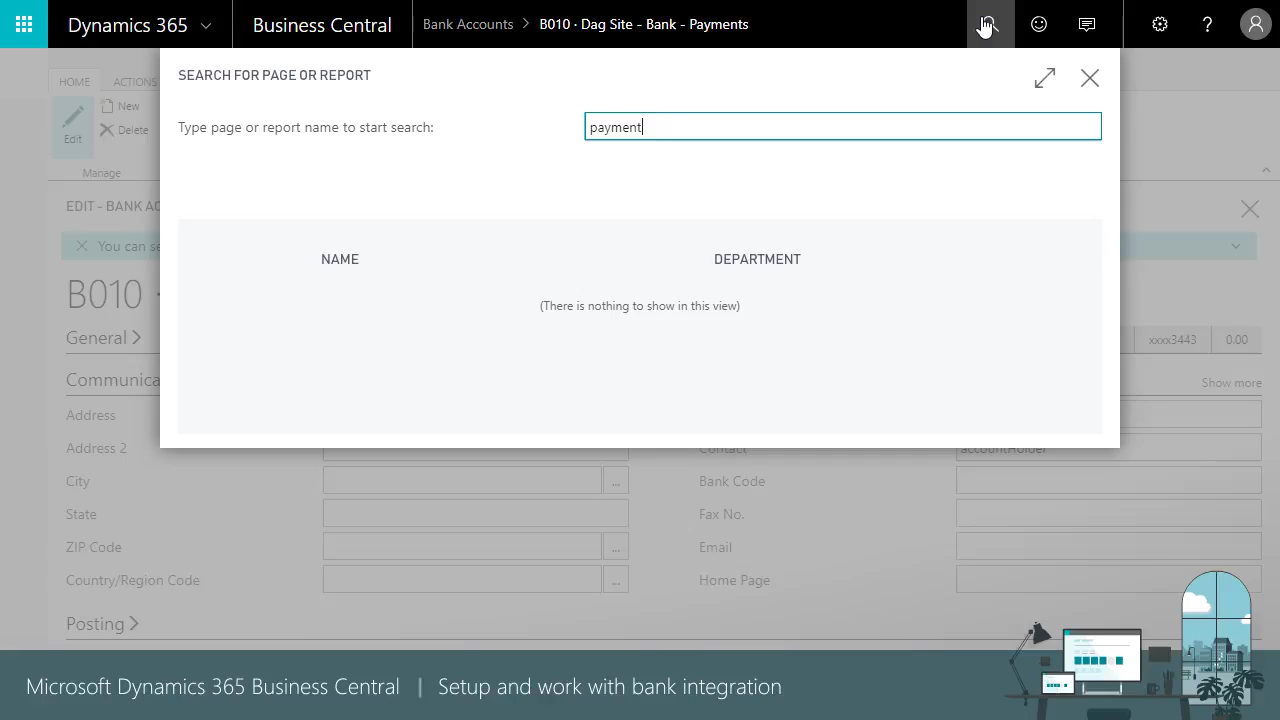 Dynamics 365
Business Central
Bank Accounts > B010 · Dag Site - Bank - Payments
SEARCH FOR PAGE OR REPORT
Type page or report name to start search:
payment
NAME
DEPARTMENT
(There is nothing to show in this view)
HOME
ACTIONS
Edit
New
Delete
Manage
EDIT - BANK AC
You can se
B010 ·
General
xxxx3443
0.00
Communica
Show more
Address
Address 2
Contact
accountHolder
City
...
Bank Code
State
Fax No.
ZIP Code
...
Email
Country/Region Code
...
Home Page
Posting
Microsoft Dynamics 365 Business Central | Setup and work with bank integration